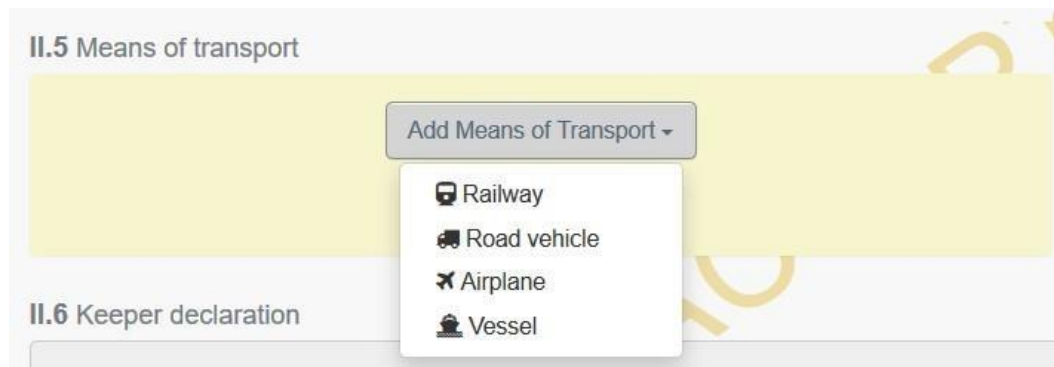 II.5 Means of transport
Add Means of Transport
Railway
Road vehicle
Airplane
Vessel
II.6 Keeper declaration